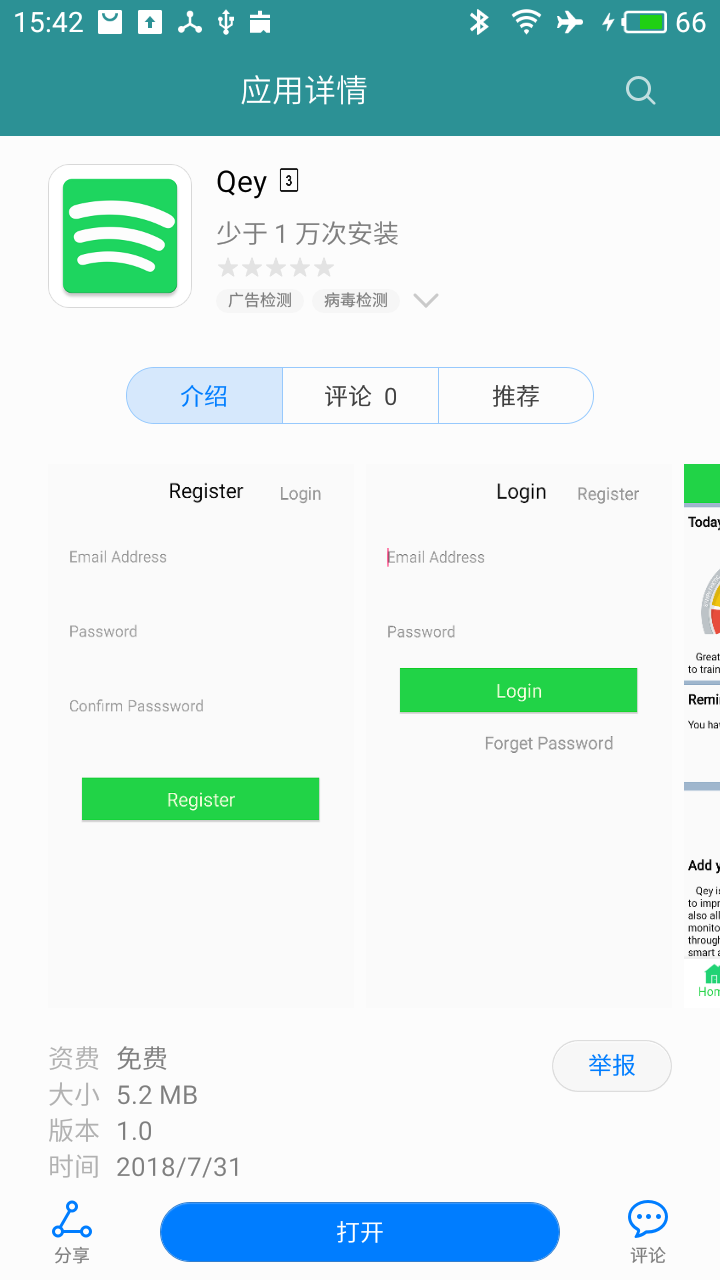 15:42 66
应用详情
Qey 3
少于 1 万次安装
广告检测 病毒检测
介绍 评论 0 推荐
Register Login
Email Address
Password
Confirm Passsword
Register
Login Register
Email Address
Password
Login
Forget Password
Today
Great
to train
Remi
You ha
Add y
Qey is
to impr
also all
monito
through
smart a
Hom
资费 免费
大小 5.2 MB
版本 1.0
时间 2018/7/31
举报
分享 打开 评论